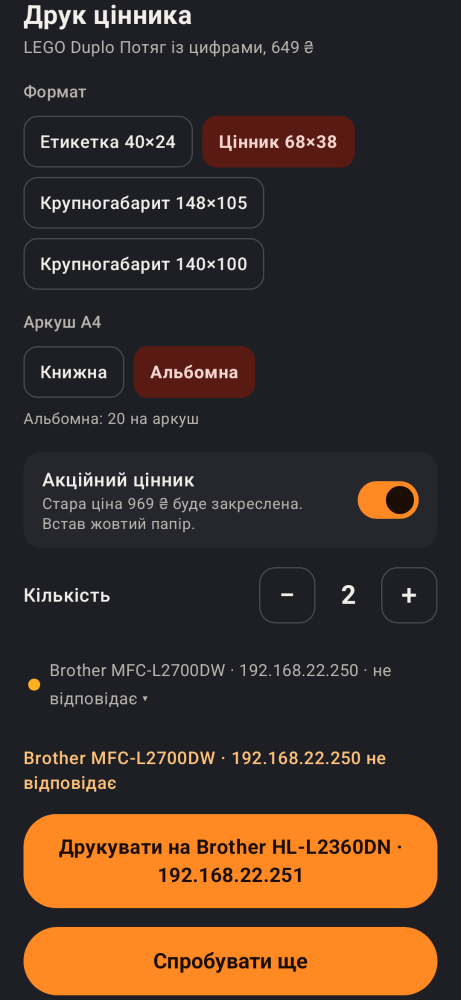 Друк цінника
LEGO Duplo Потяг із цифрами, 649 ₴
Формат
Етикетка 40×24
Цінник 68×38
Крупногабарит 148×105
Крупногабарит 140×100
Аркуш А4
Книжна
Альбомна
Альбомна: 20 на аркуш
Акційний цінник
Стара ціна 969 ₴ буде закреслена.
Встав жовтий папір.
Кількість
− 2 +
Brother MFC-L2700DW · 192.168.22.250 · не
відповідає ▾
Brother MFC-L2700DW · 192.168.22.250 не
відповідає
Друкувати на Brother HL-L2360DN ·
192.168.22.251
Спробувати ще